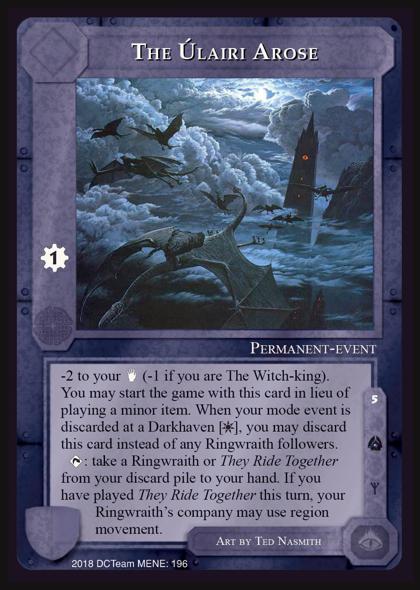 The Úlairi Arose
1
Permanent-event
-2 to your (-1 if you are The Witch-king).
You may start the game with this card in lieu of
playing a minor item. When your mode event is
discarded at a Darkhaven [ ], you may discard
this card instead of any Ringwraith followers.
: take a Ringwraith or They Ride Together
from your discard pile to your hand. If you
have played They Ride Together this turn, your
Ringwraith's company may use region
movement.
5
Art by Ted Nasmith
2018 DCTeam MENE: 196